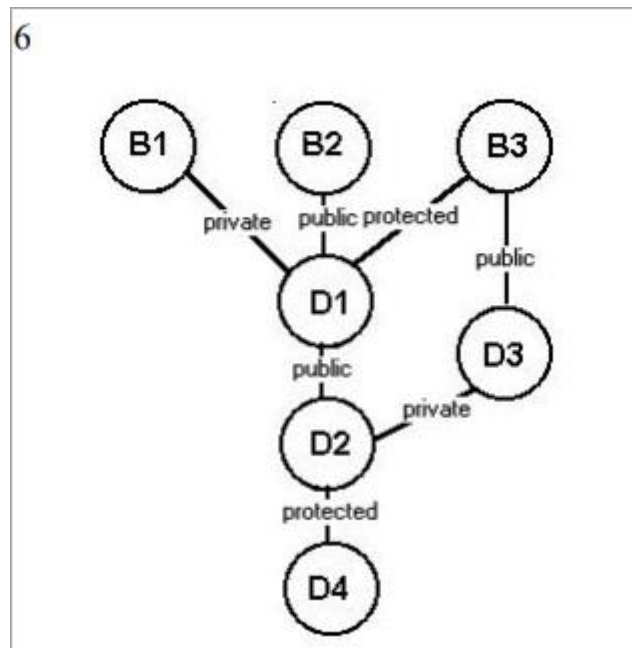 6
B1 B2 B3
private public protected
public
D1
D3
public
private
D2
protected
D4